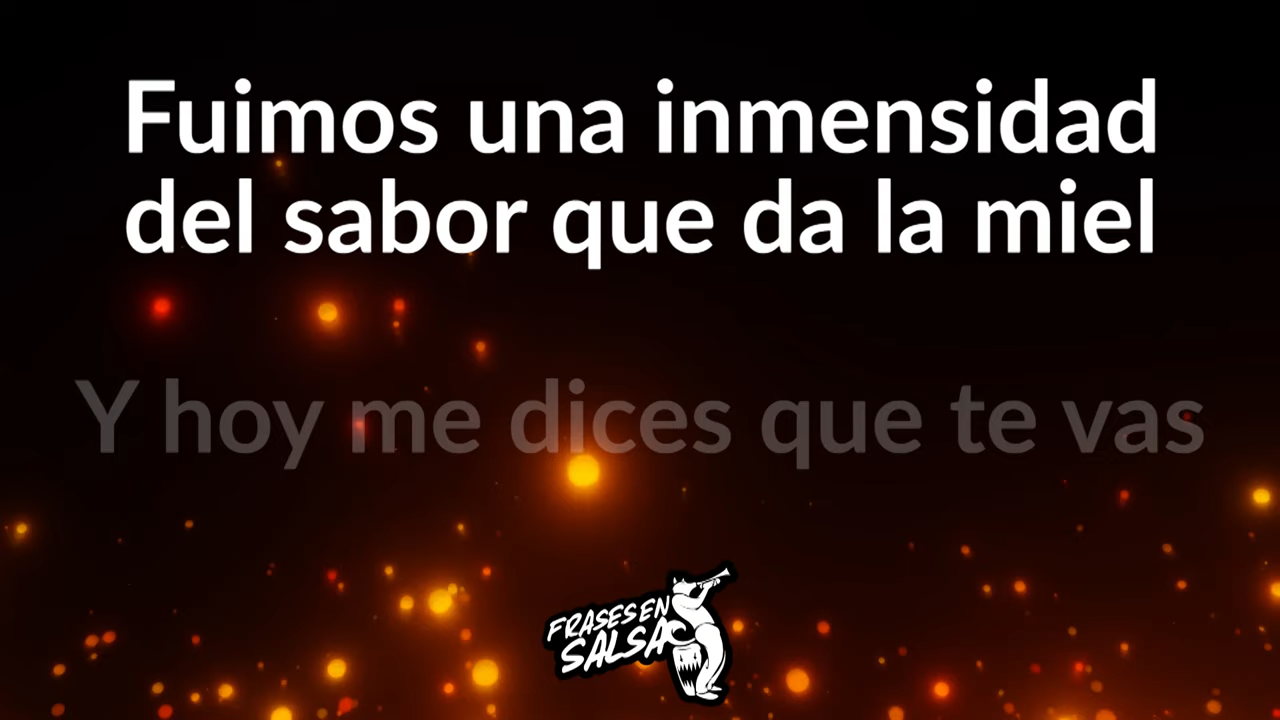 Fuimos una inmensidad
del sabor que da la miel
Y hoy me dices que te vas
FRASES EN
SALSA